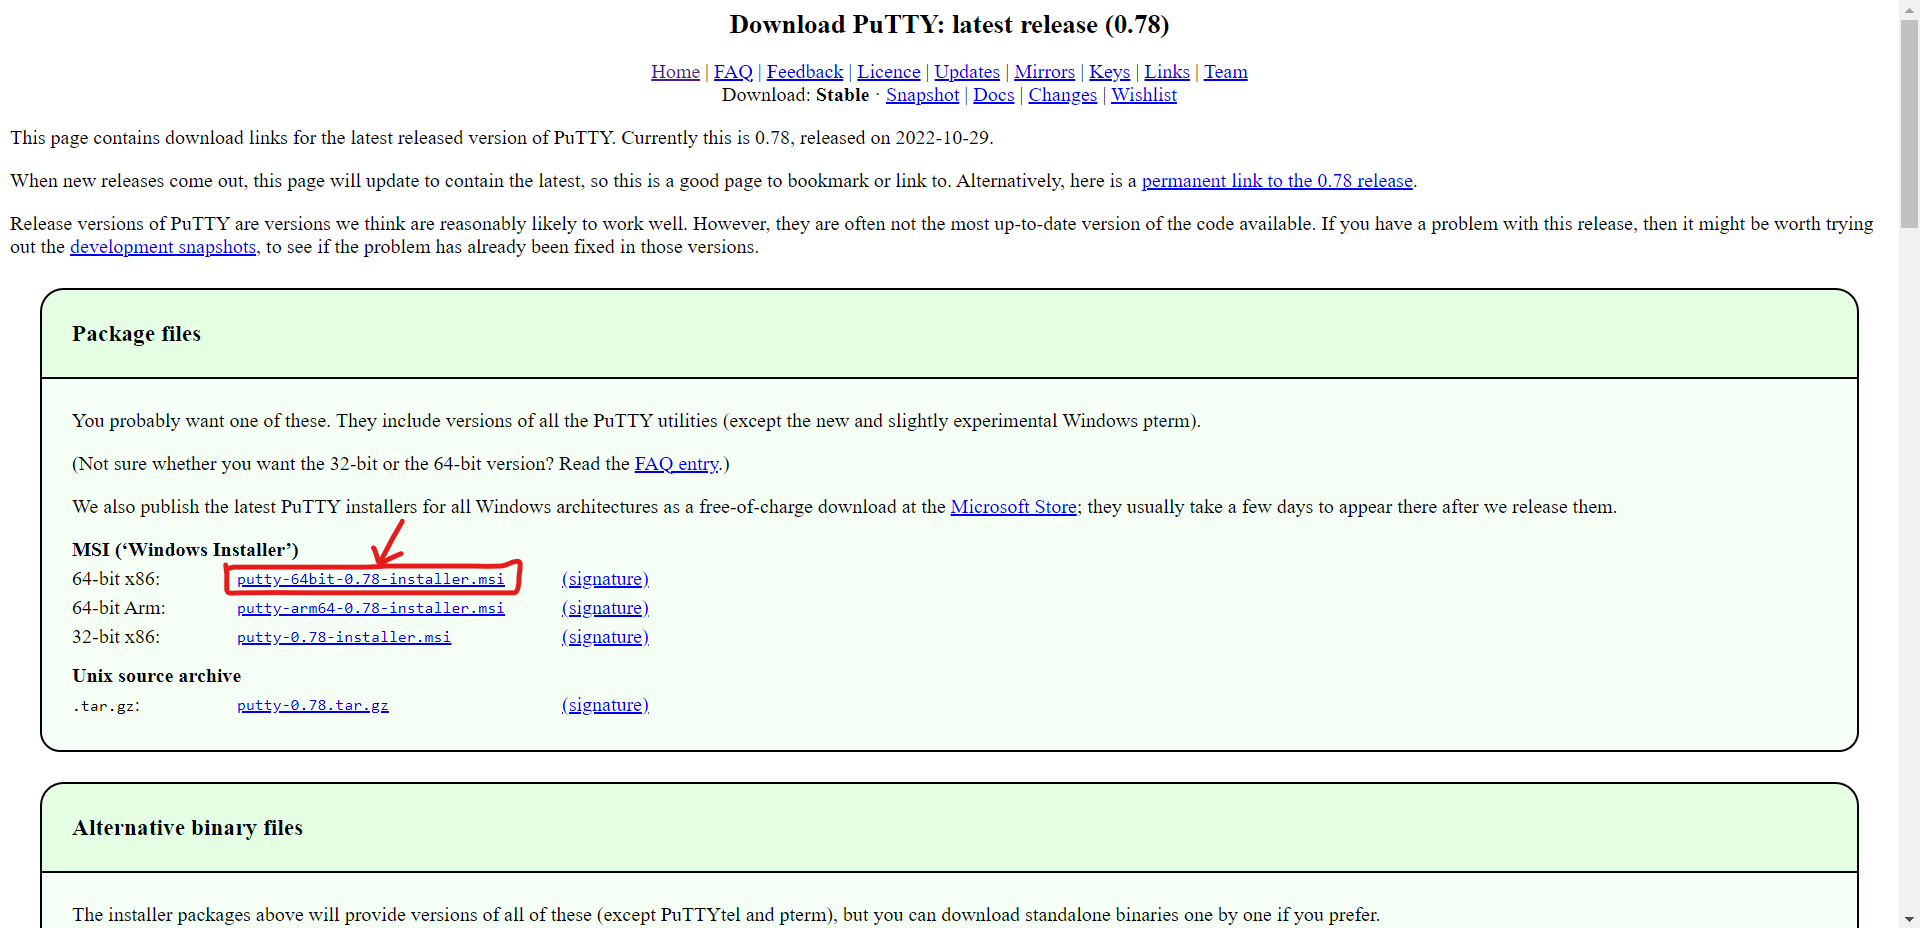 Download PuTTY: latest release (0.78)
Home | FAQ | Feedback | Licence | Updates | Mirrors | Keys | Links | Team
Download: Stable · Snapshot | Docs | Changes | Wishlist
This page contains download links for the latest released version of PuTTY. Currently this is 0.78, released on 2022-10-29.
When new releases come out, this page will update to contain the latest, so this is a good page to bookmark or link to. Alternatively, here is a permanent link to the 0.78 release.
Release versions of PuTTY are versions we think are reasonably likely to work well. However, they are often not the most up-to-date version of the code available. If you have a problem with this release, then it might be worth trying
out the development snapshots, to see if the problem has already been fixed in those versions.
Package files
You probably want one of these. They include versions of all the PuTTY utilities (except the new and slightly experimental Windows pterm).
(Not sure whether you want the 32-bit or the 64-bit version? Read the FAQ entry.)
We also publish the latest PuTTY installers for all Windows architectures as a free-of-charge download at the Microsoft Store; they usually take a few days to appear there after we release them.
MSI (‘Windows Installer’)
64-bit x86: putty-64bit-0.78-installer.msi (signature)
64-bit Arm: putty-arm64-0.78-installer.msi (signature)
32-bit x86: putty-0.78-installer.msi (signature)
Unix source archive
.tar.gz: putty-0.78.tar.gz (signature)
Alternative binary files
The installer packages above will provide versions of all of these (except PuTTYtel and pterm), but you can download standalone binaries one by one if you prefer.